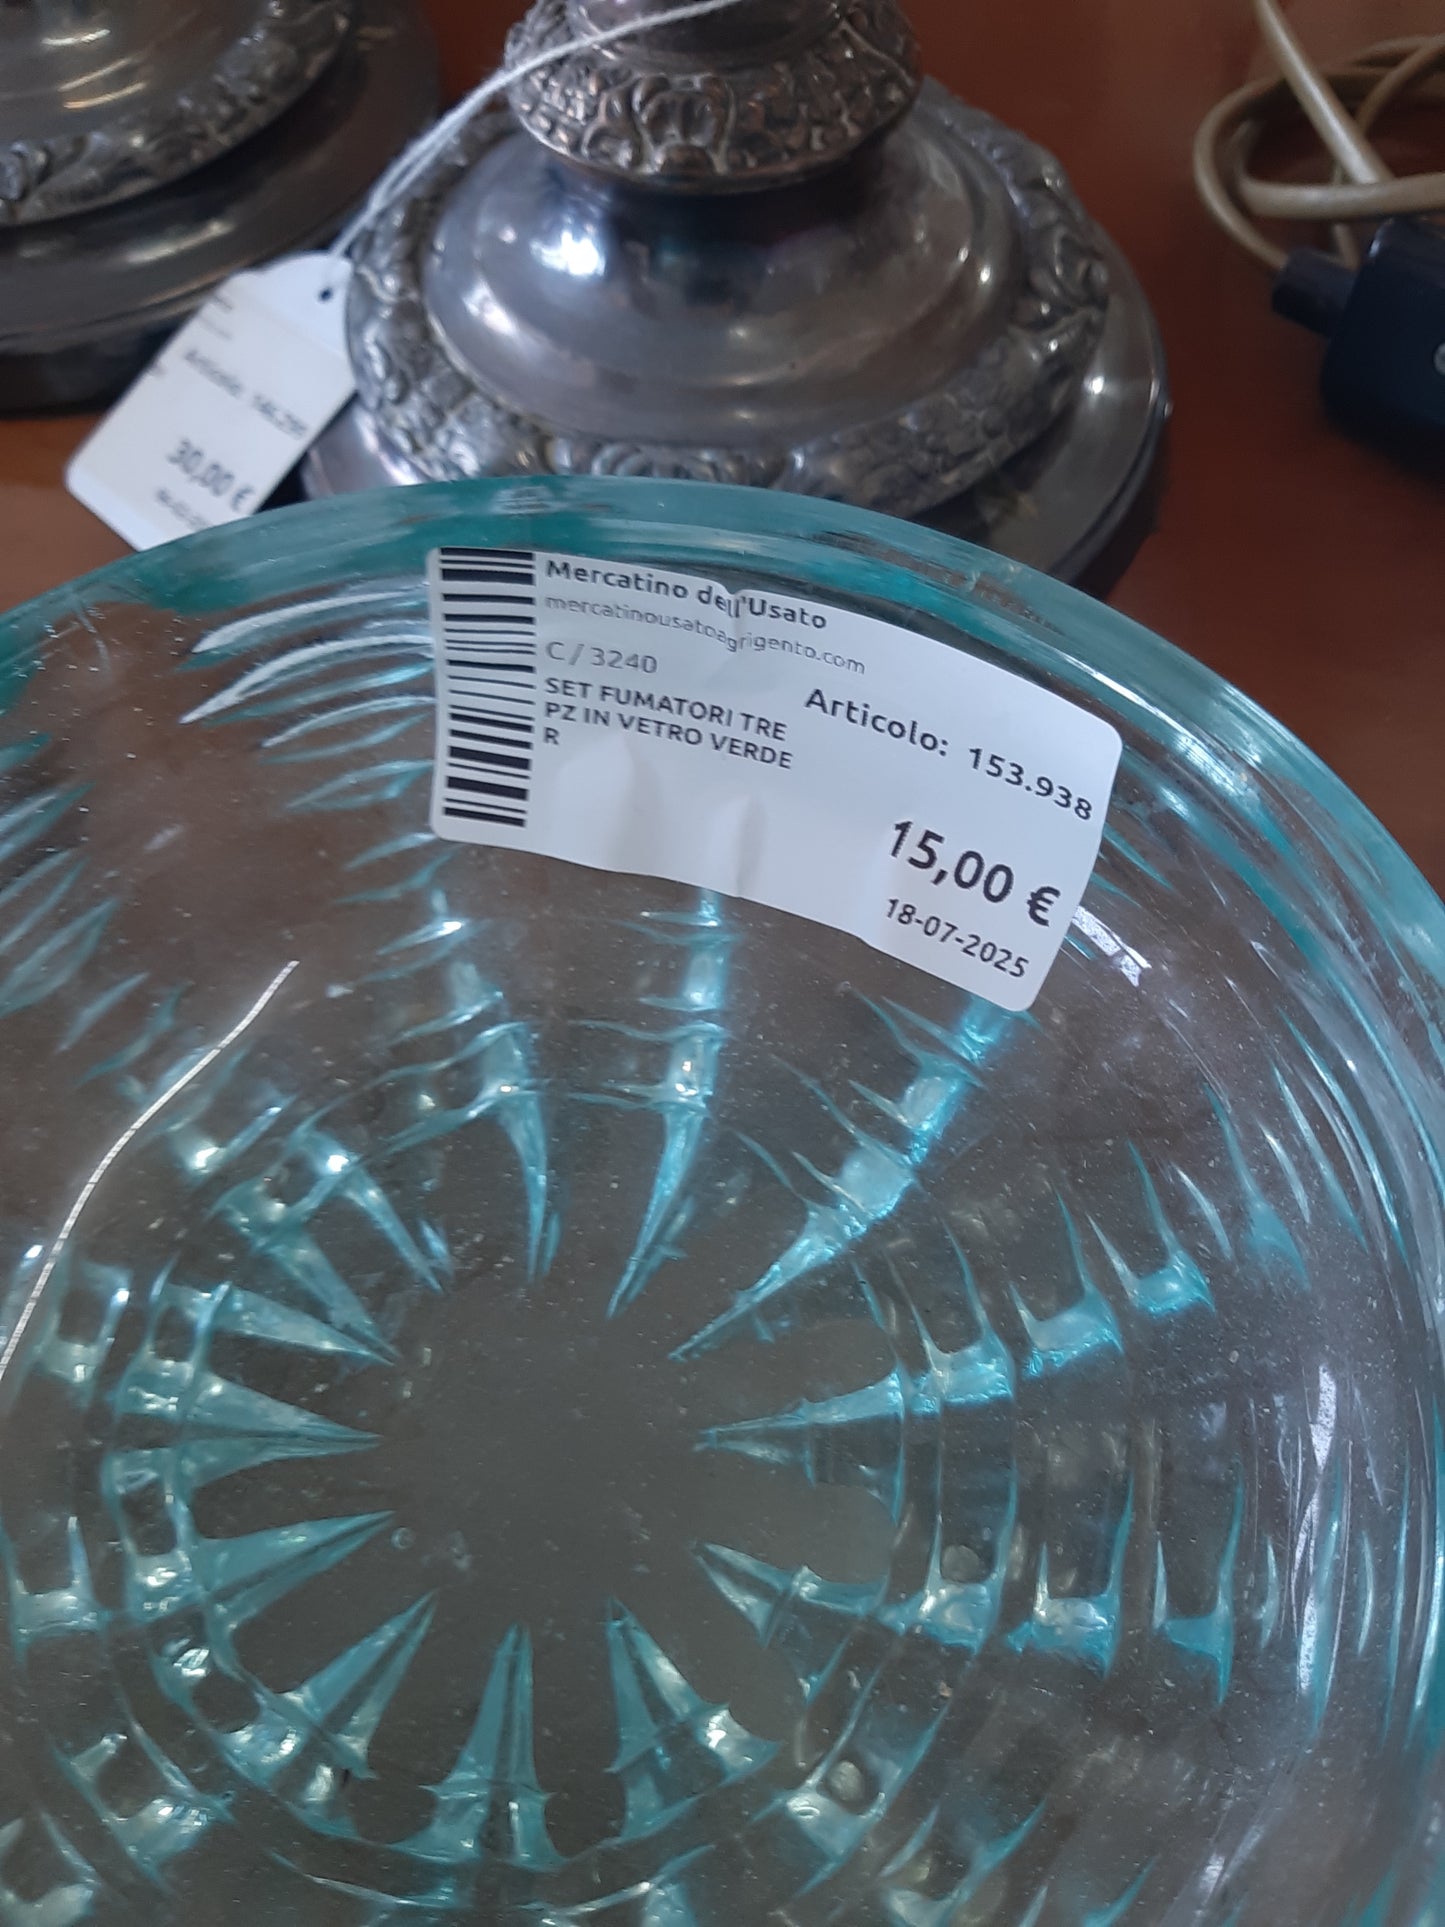 Mercatino dell'Usato
mercatinousatoagrigento.com
C / 3240
SET FUMATORI TRE
PZ IN VETRO VERDE
R
Articolo: 153.938
15,00 €
18-07-2025
Articolo:
30,00 €